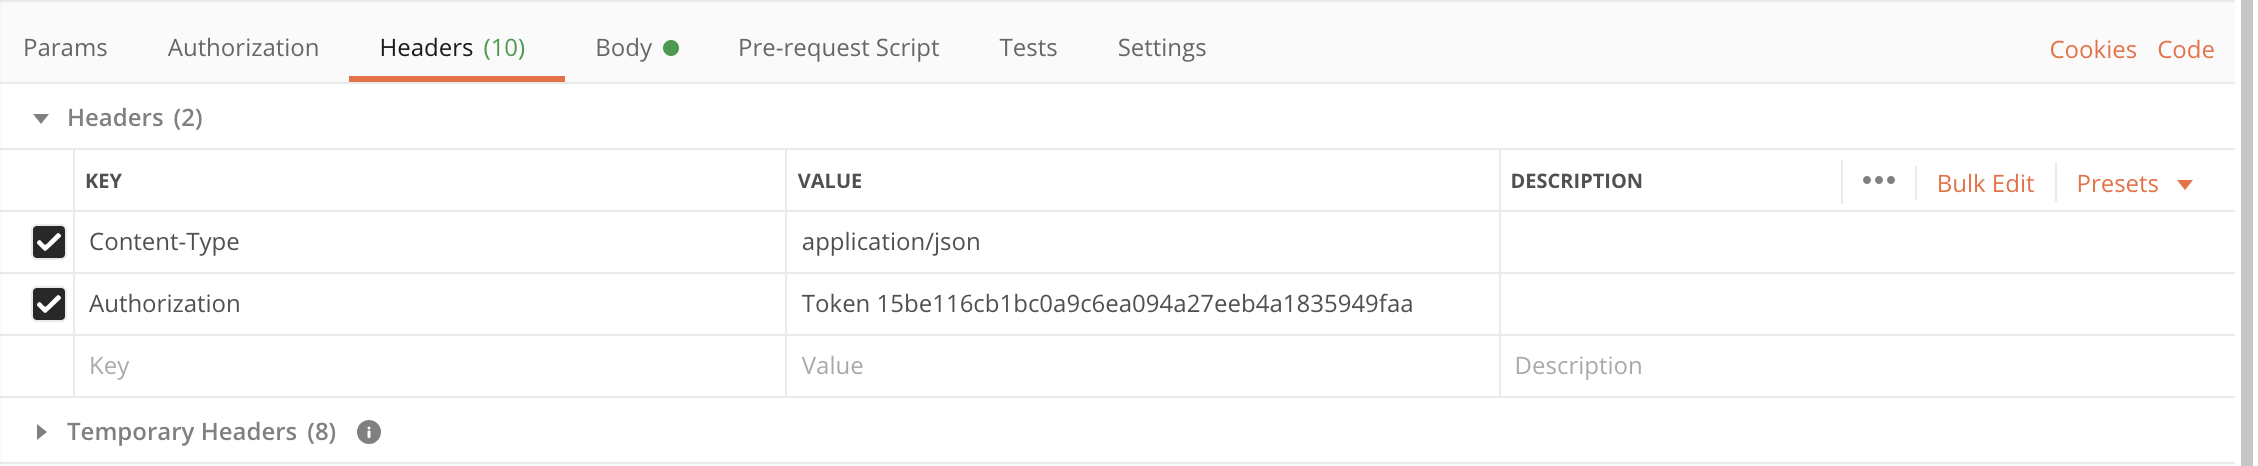 Params Authorization Headers (10) Body Pre-request Script Tests Settings Cookies Code
Headers (2)
KEY VALUE DESCRIPTION ••• Bulk Edit Presets
Content-Type application/json
Authorization Token 15be116cb1bc0a9c6ea094a27eeb4a1835949faa
Key Value Description
Temporary Headers (8)